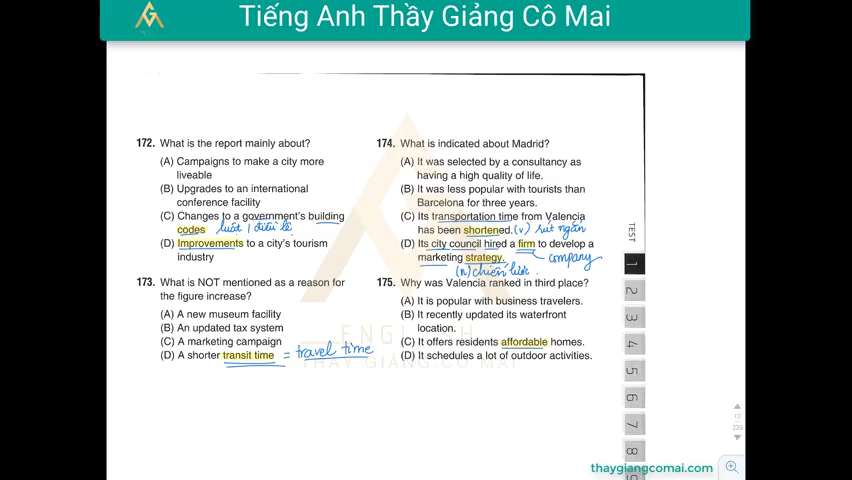 Tiếng Anh Thầy Giảng Cô Mai
172. What is the report mainly about?
(A) Campaigns to make a city more
liveable
(B) Upgrades to an international
conference facility
(C) Changes to a government's building
codes luật / điều lệ
(D) Improvements to a city's tourism
industry
173. What is NOT mentioned as a reason for
the figure increase?
(A) A new museum facility
(B) An updated tax system
(C) A marketing campaign
(D) A shorter transit time = travel time
174. What is indicated about Madrid?
(A) It was selected by a consultancy as
having a high quality of life.
(B) It was less popular with tourists than
Barcelona for three years.
(C) Its transportation time from Valencia
has been shortened. (v) rút ngắn
(D) Its city council hired a firm to develop a
marketing strategy. company
(n) chiến lược.
175. Why was Valencia ranked in third place?
(A) It is popular with business travelers.
(B) It recently updated its waterfront
location.
(C) It offers residents affordable homes.
(D) It schedules a lot of outdoor activities.
ENGLISH
THẦY GIẢNG CÔ MAI
TEST
1
2
3
4
5
6
7
8
220
thaygiangcomai.com